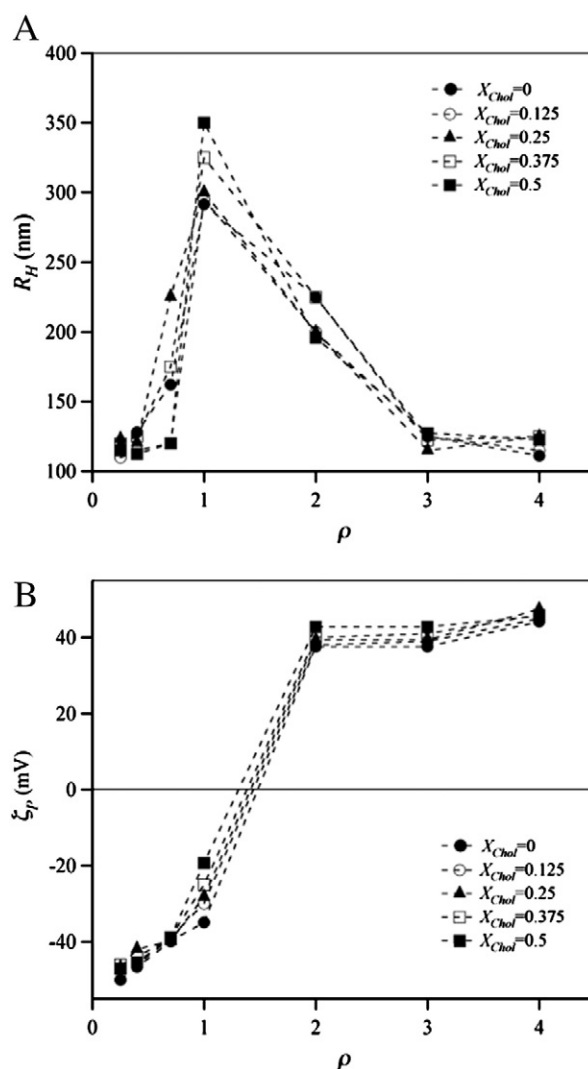 A
400
350
300
250
200
150
100
R_H (nm)
X_Chol=0
X_Chol=0.125
X_Chol=0.25
X_Chol=0.375
X_Chol=0.5
0 1 2 3 4
ρ
B
40
20
0
-20
-40
ζ_P (mV)
X_Chol=0
X_Chol=0.125
X_Chol=0.25
X_Chol=0.375
X_Chol=0.5
0 1 2 3 4
ρ